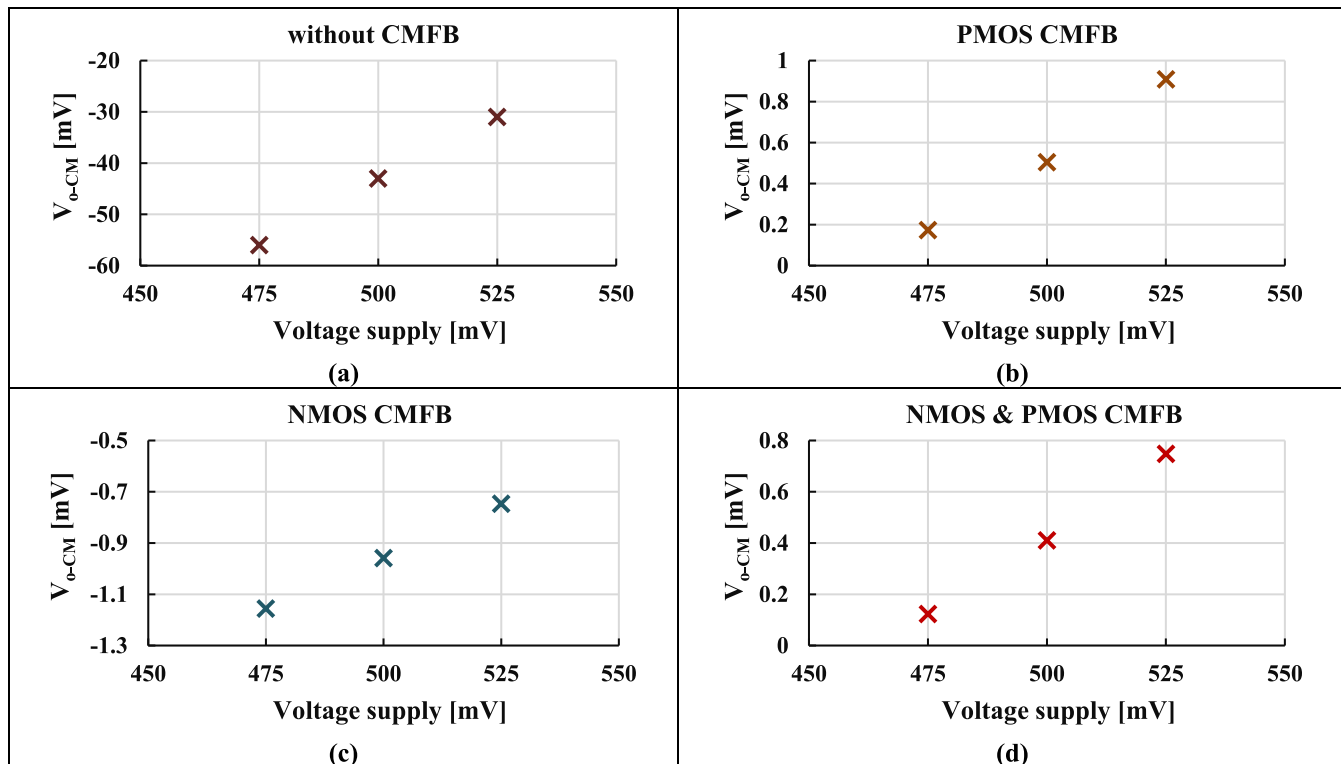 without CMFB
-20
-30
-40
-50
-60
V_o-CM [mV]
450 475 500 525 550
Voltage supply [mV]
(a)
PMOS CMFB
1
0.8
0.6
0.4
0.2
0
V_o-CM [mV]
450 475 500 525 550
Voltage supply [mV]
(b)
NMOS CMFB
-0.5
-0.7
-0.9
-1.1
-1.3
V_o-CM [mV]
450 475 500 525 550
Voltage supply [mV]
(c)
NMOS & PMOS CMFB
0.8
0.6
0.4
0.2
0
V_o-CM [mV]
450 475 500 525 550
Voltage supply [mV]
(d)